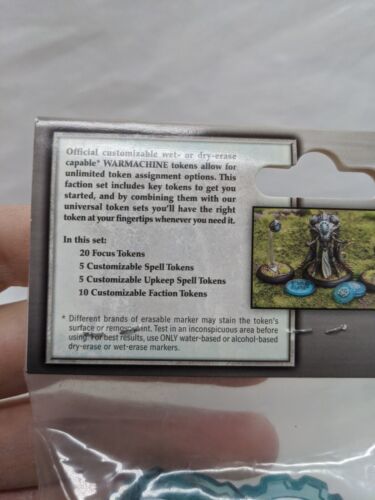 Official customizable wet- or dry-erase
capable* WARMACHINE tokens allow for
unlimited token assignment options. This
faction set includes key tokens to get you
started, and by combining them with our
universal token sets you'll have the right
token at your fingertips whenever you need it.
In this set:
20 Focus Tokens
5 Customizable Spell Tokens
5 Customizable Upkeep Spell Tokens
10 Customizable Faction Tokens
* Different brands of erasable marker may stain the token's
surface or removement. Test in an inconspicuous area before
using. For best results, use ONLY water-based or alcohol-based
dry-erase or wet-erase markers.